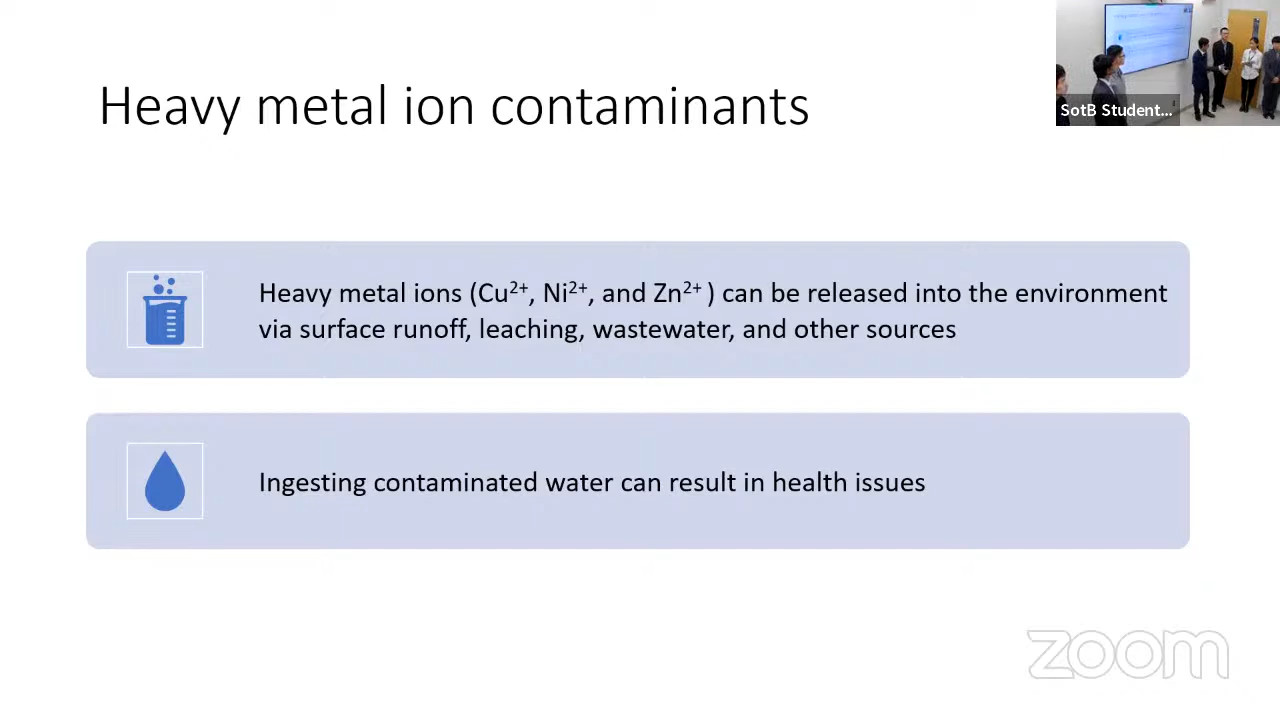 Heavy metal ion contaminants
SotB Student...
Heavy metal ions (Cu²⁺, Ni²⁺, and Zn²⁺ ) can be released into the environment
via surface runoff, leaching, wastewater, and other sources
Ingesting contaminated water can result in health issues
zoom